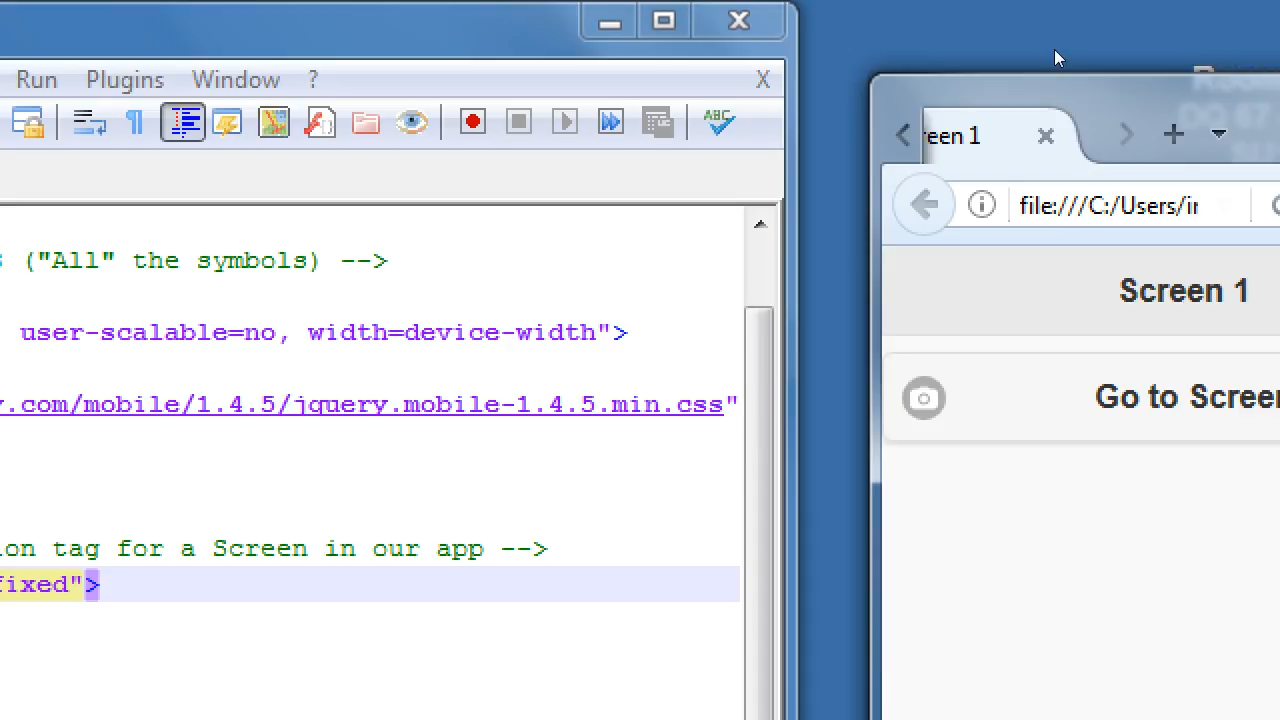 Run Plugins Window ? X
ABC
("All" the symbols) -->
user-scalable=no, width=device-width">
.com/mobile/1.4.5/jquery.mobile-1.4.5.min.css"
tag for a Screen in our app -->
fixed">
een 1
file:///C:/Users/ir
Screen 1
Go to Screen